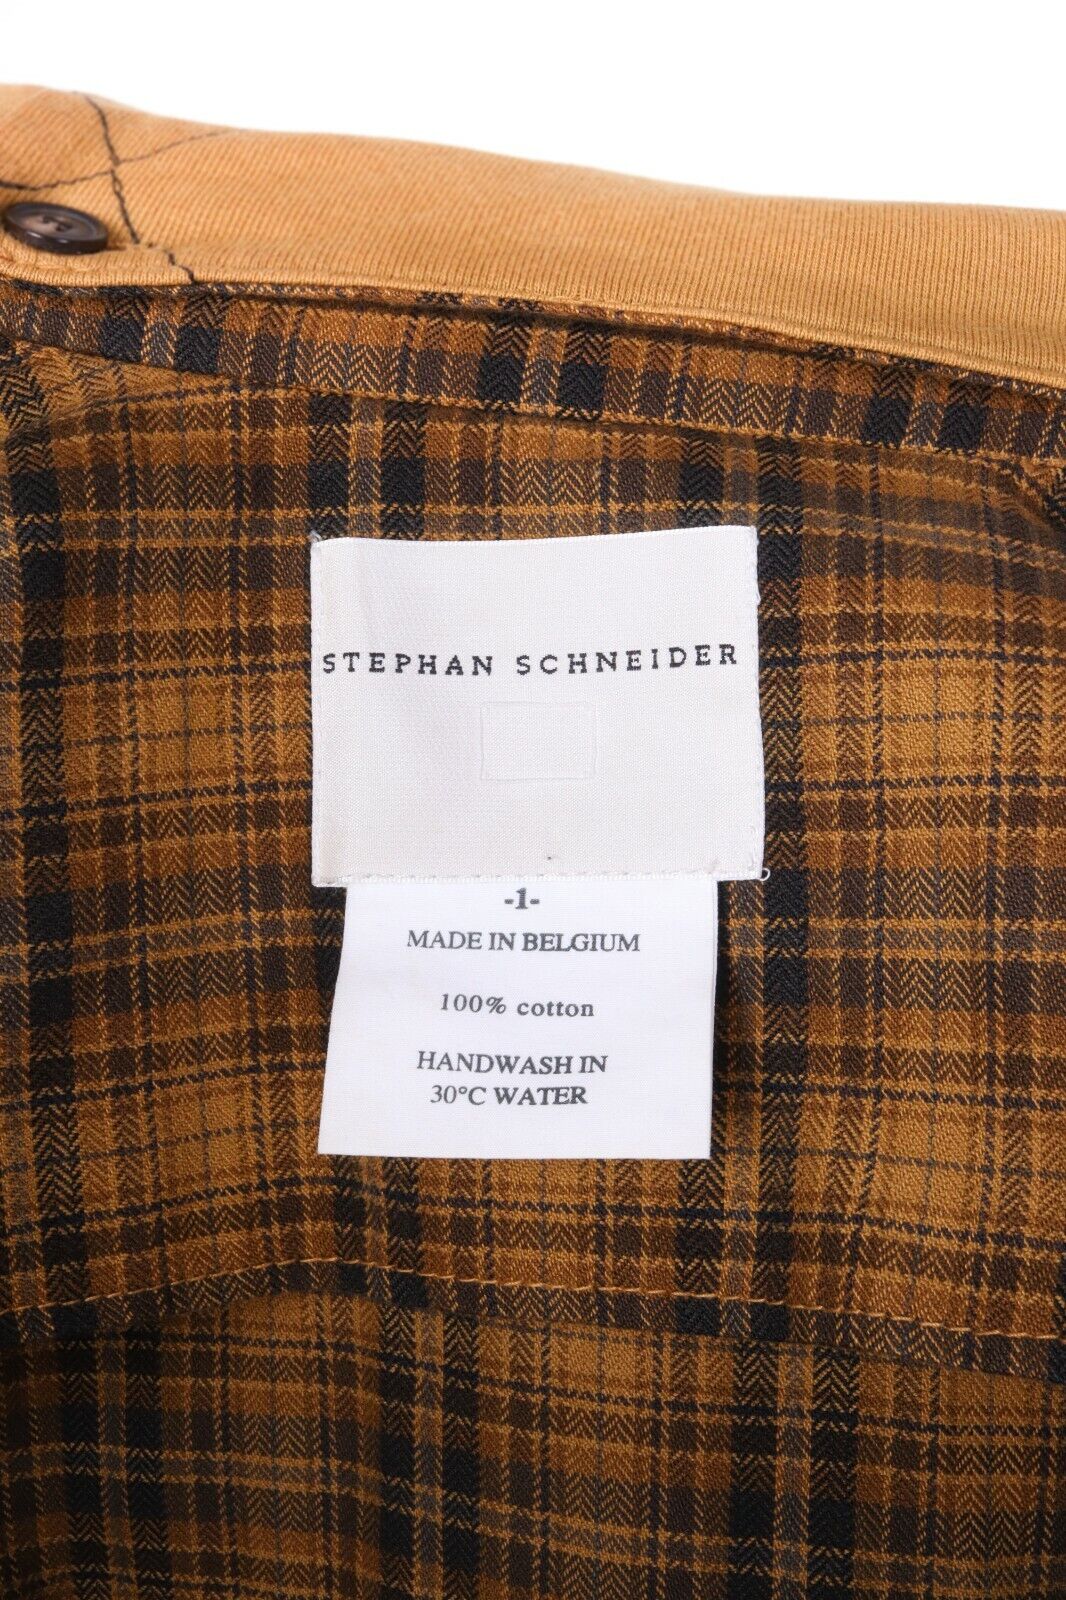 STEPHAN SCHNEIDER
-1-
MADE IN BELGIUM
100% cotton
HANDWASH IN
30°C WATER